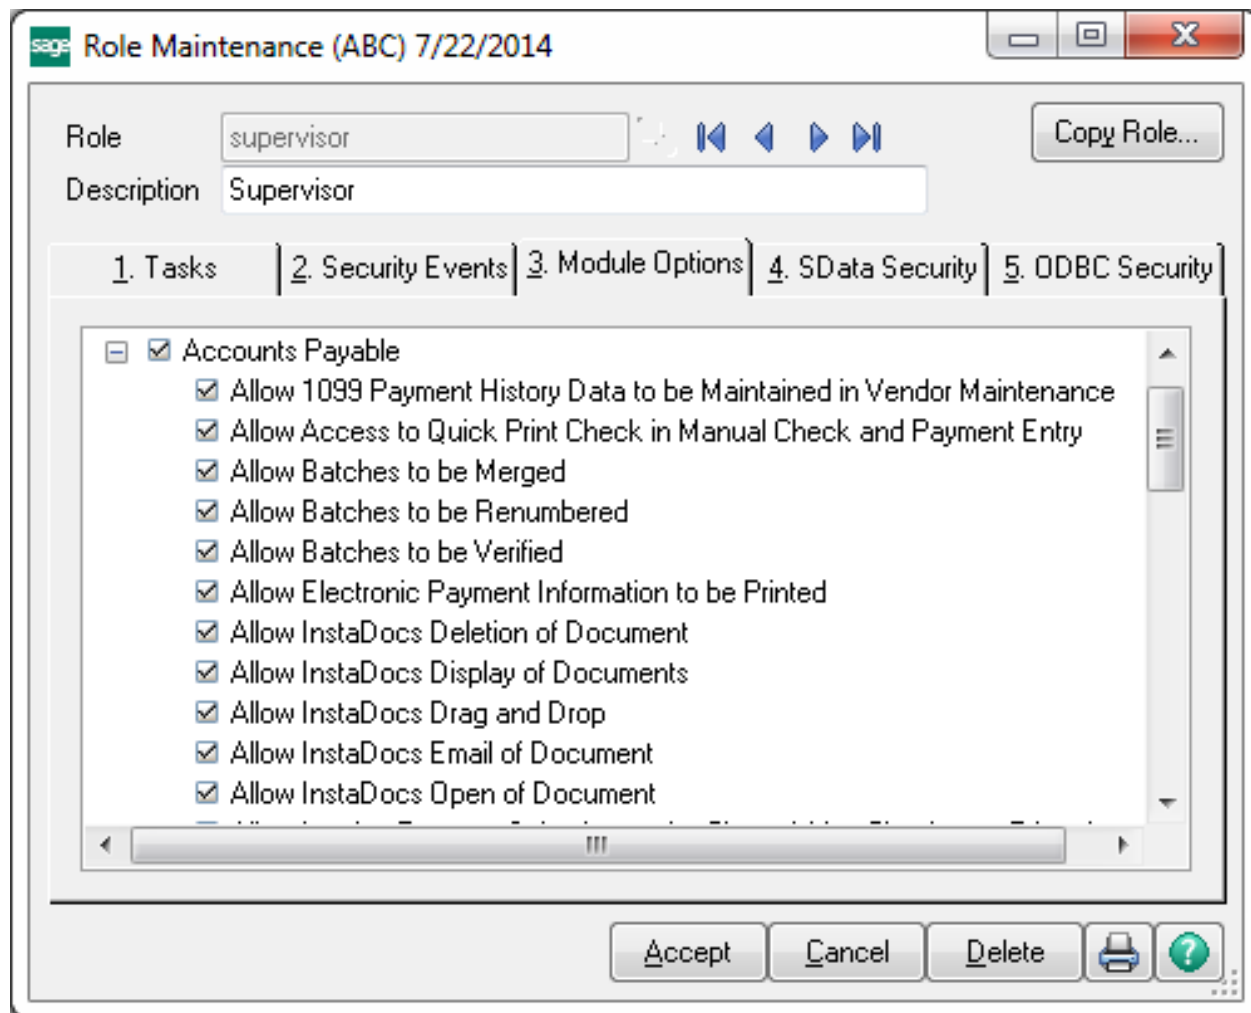 sage Role Maintenance (ABC) 7/22/2014
Role supervisor Copy Role...
Description Supervisor
1. Tasks 2. Security Events 3. Module Options 4. SData Security 5. ODBC Security
Accounts Payable
Allow 1099 Payment History Data to be Maintained in Vendor Maintenance
Allow Access to Quick Print Check in Manual Check and Payment Entry
Allow Batches to be Merged
Allow Batches to be Renumbered
Allow Batches to be Verified
Allow Electronic Payment Information to be Printed
Allow InstaDocs Deletion of Document
Allow InstaDocs Display of Documents
Allow InstaDocs Drag and Drop
Allow InstaDocs Email of Document
Allow InstaDocs Open of Document
Accept Cancel Delete ?